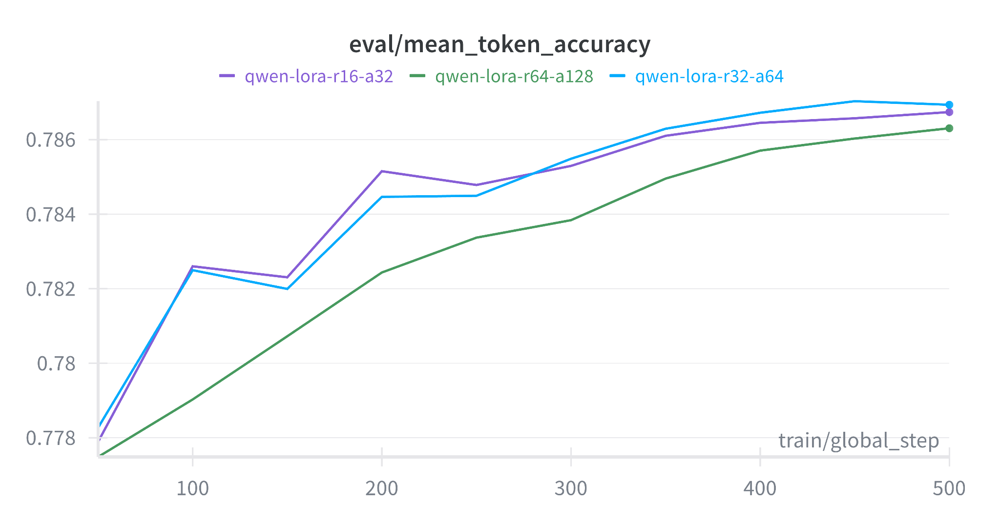 eval/mean_token_accuracy
qwen-lora-r16-a32 qwen-lora-r64-a128 qwen-lora-r32-a64
0.786
0.784
0.782
0.78
0.778
train/global_step
100 200 300 400 500